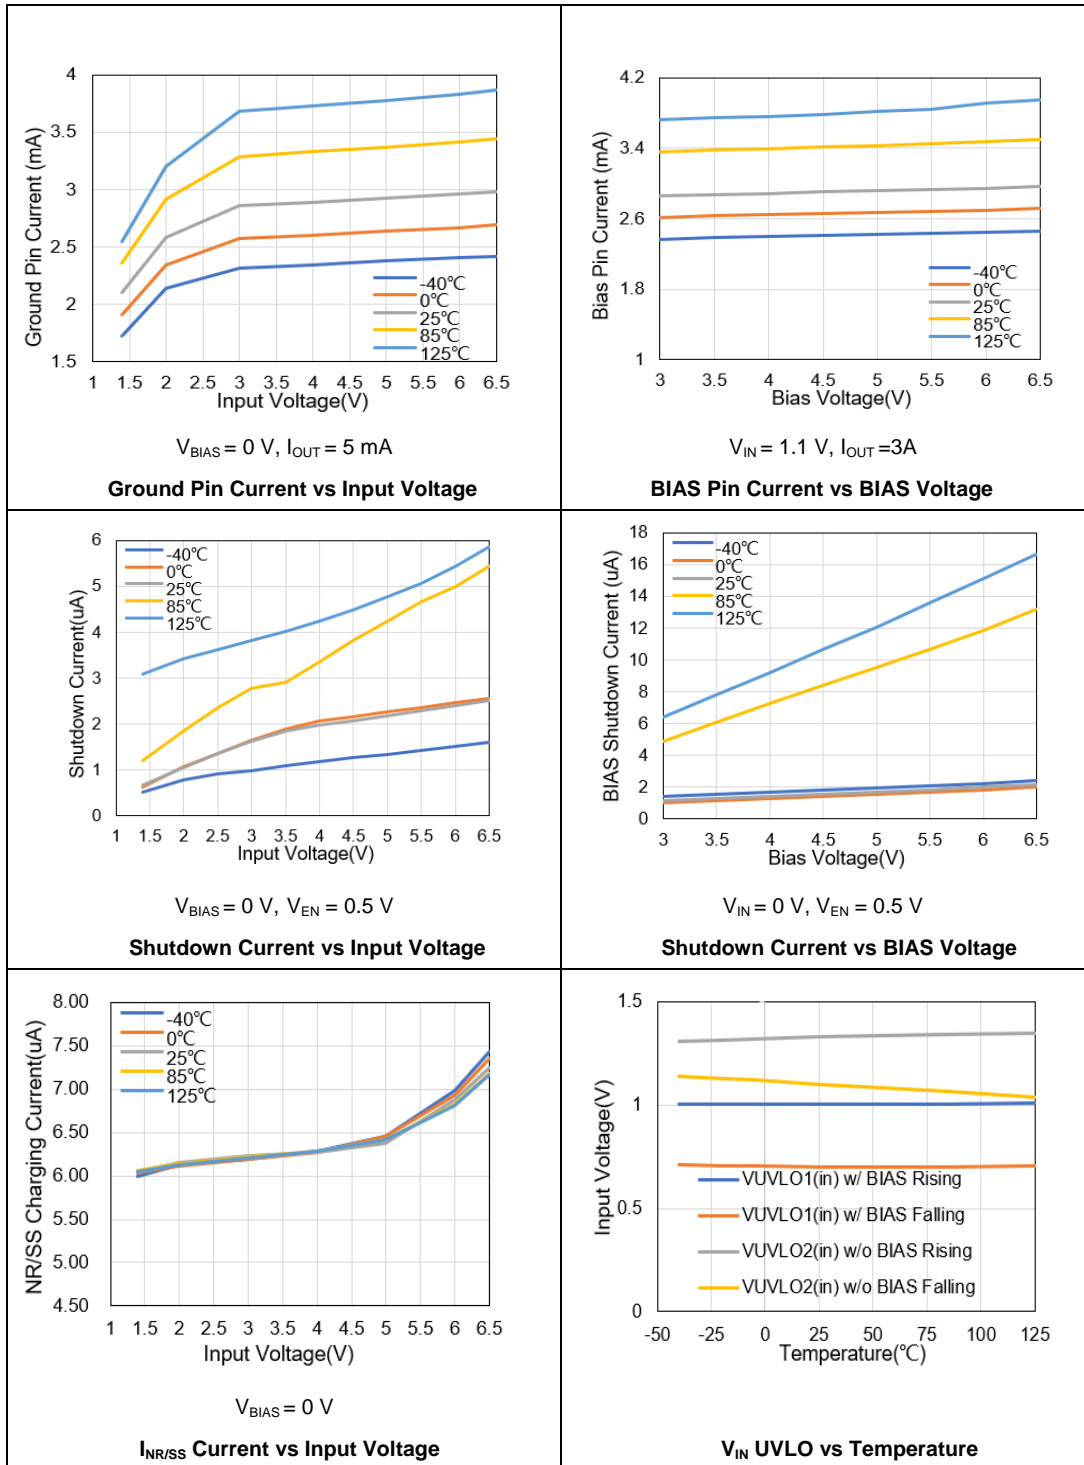 4
3.5
3
2.5
2
1.5
Ground Pin Current (mA)
-40℃
0℃
25℃
85℃
125℃
1 1.5 2 2.5 3 3.5 4 4.5 5 5.5 6 6.5
Input Voltage(V)
VBIAS = 0 V, IOUT = 5 mA
Ground Pin Current vs Input Voltage
4.2
3.4
2.6
1.8
1
Bias Pin Current (mA)
-40℃
0℃
25℃
85℃
125℃
3 3.5 4 4.5 5 5.5 6 6.5
Bias Voltage(V)
VIN = 1.1 V, IOUT =3A
BIAS Pin Current vs BIAS Voltage
6
5
4
3
2
1
0
Shutdown Current(uA)
-40℃
0℃
25℃
85℃
125℃
1 1.5 2 2.5 3 3.5 4 4.5 5 5.5 6 6.5
Input Voltage(V)
VBIAS = 0 V, VEN = 0.5 V
Shutdown Current vs Input Voltage
18
16
14
12
10
8
6
4
2
0
BIAS Shutdown Current (uA)
-40℃
0℃
25℃
85℃
125℃
3 3.5 4 4.5 5 5.5 6 6.5
Bias Voltage(V)
VIN = 0 V, VEN = 0.5 V
Shutdown Current vs BIAS Voltage
8.00
7.50
7.00
6.50
6.00
5.50
5.00
4.50
NR/SS Charging Current(uA)
-40℃
0℃
25℃
85℃
125℃
1 1.5 2 2.5 3 3.5 4 4.5 5 5.5 6 6.5
Input Voltage(V)
VBIAS = 0 V
INR/SS Current vs Input Voltage
1.5
1
0.5
0
Input Voltage(V)
VUVLO1(in) w/ BIAS Rising
VUVLO1(in) w/ BIAS Falling
VUVLO2(in) w/o BIAS Rising
VUVLO2(in) w/o BIAS Falling
-50 -25 0 25 50 75 100 125
Temperature(℃)
VIN UVLO vs Temperature